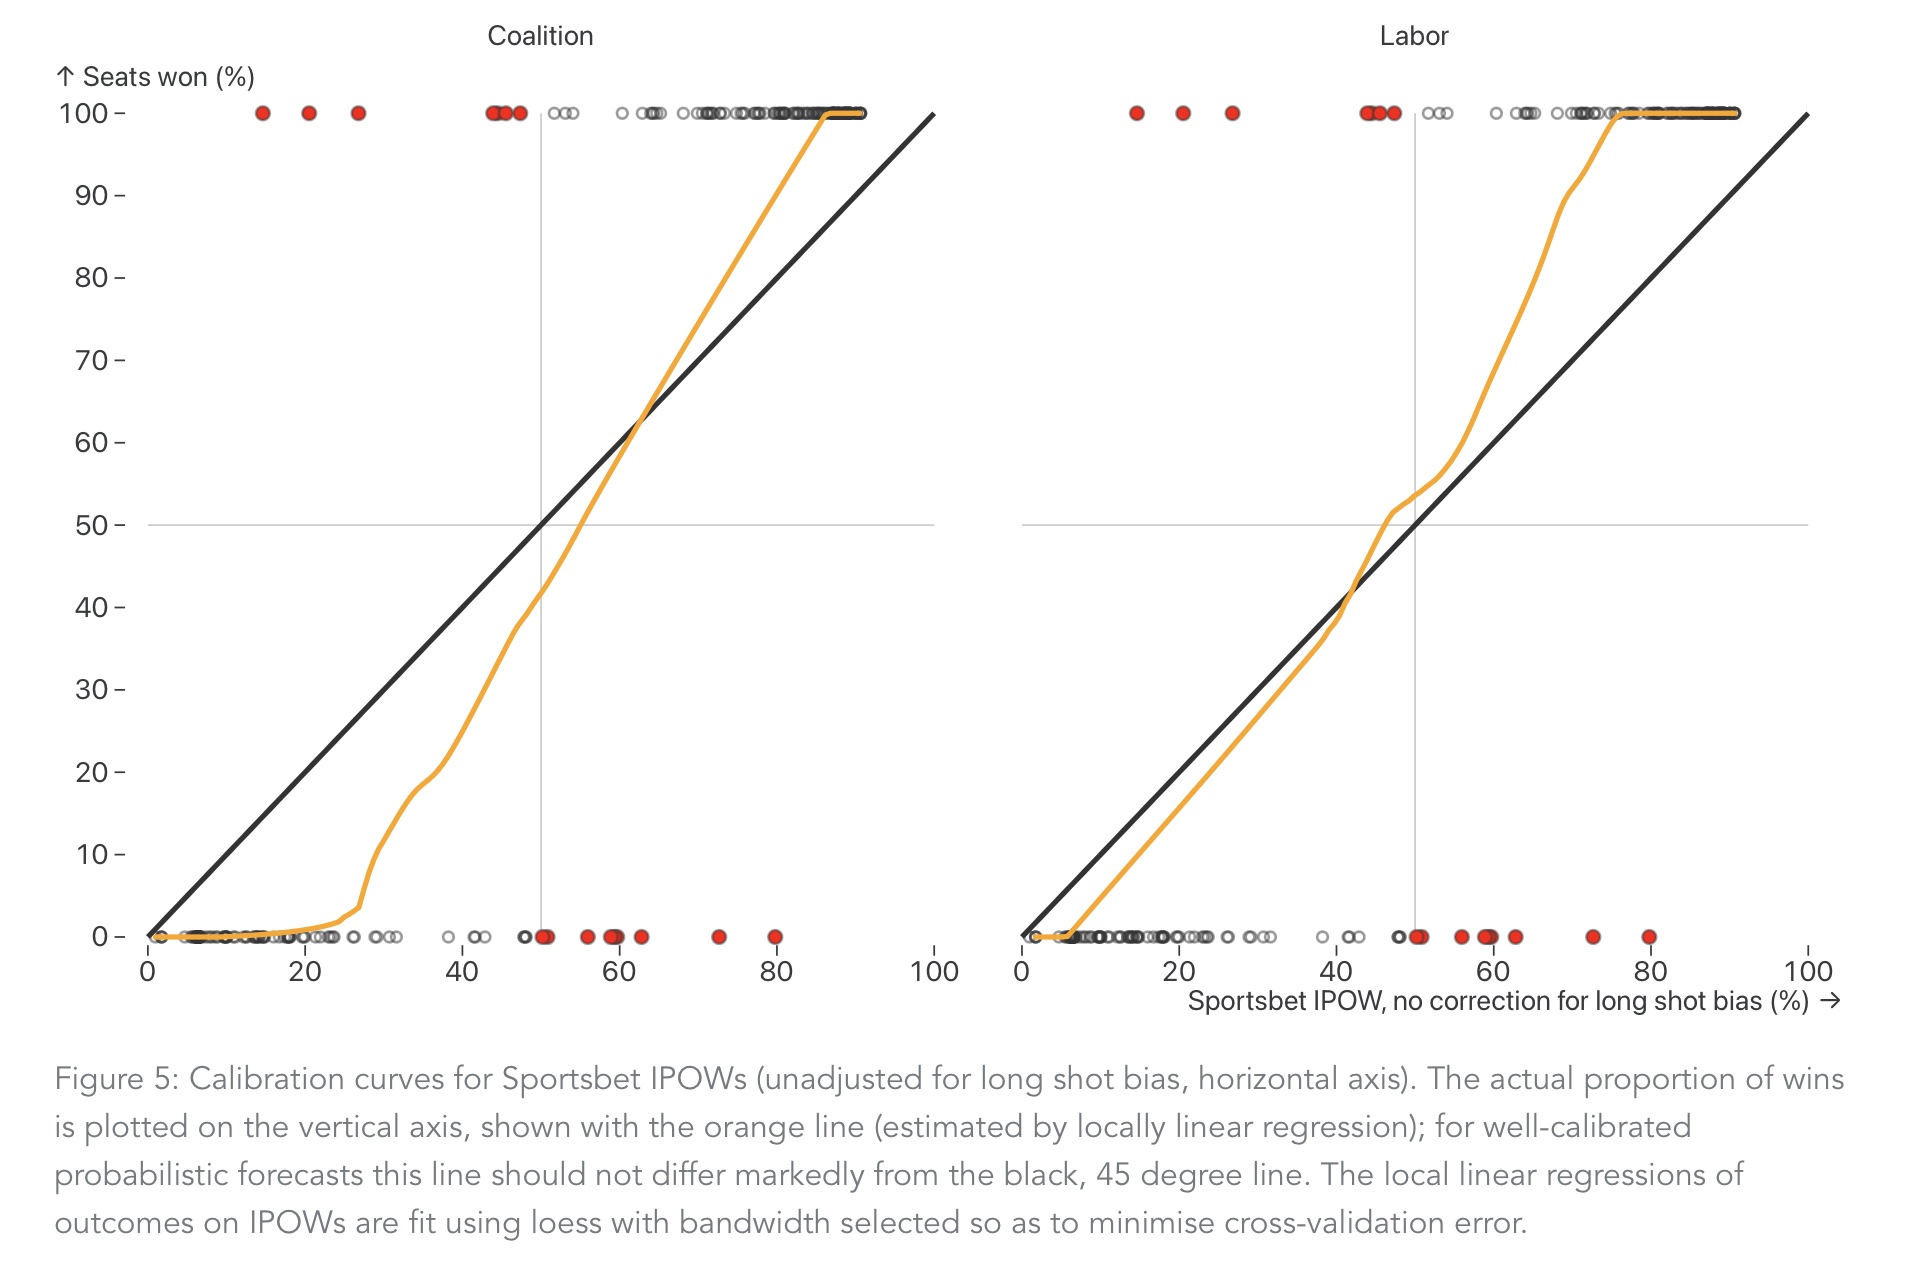 Coalition
Labor
↑ Seats won (%)
100
90
80
70
60
50
40
30
20
10
0
0 20 40 60 80 100
0 20 40 60 80 100
Sportsbet IPOW, no correction for long shot bias (%) →
Figure 5: Calibration curves for Sportsbet IPOWs (unadjusted for long shot bias, horizontal axis). The actual proportion of wins
is plotted on the vertical axis, shown with the orange line (estimated by locally linear regression); for well-calibrated
probabilistic forecasts this line should not differ markedly from the black, 45 degree line. The local linear regressions of
outcomes on IPOWs are fit using loess with bandwidth selected so as to minimise cross-validation error.